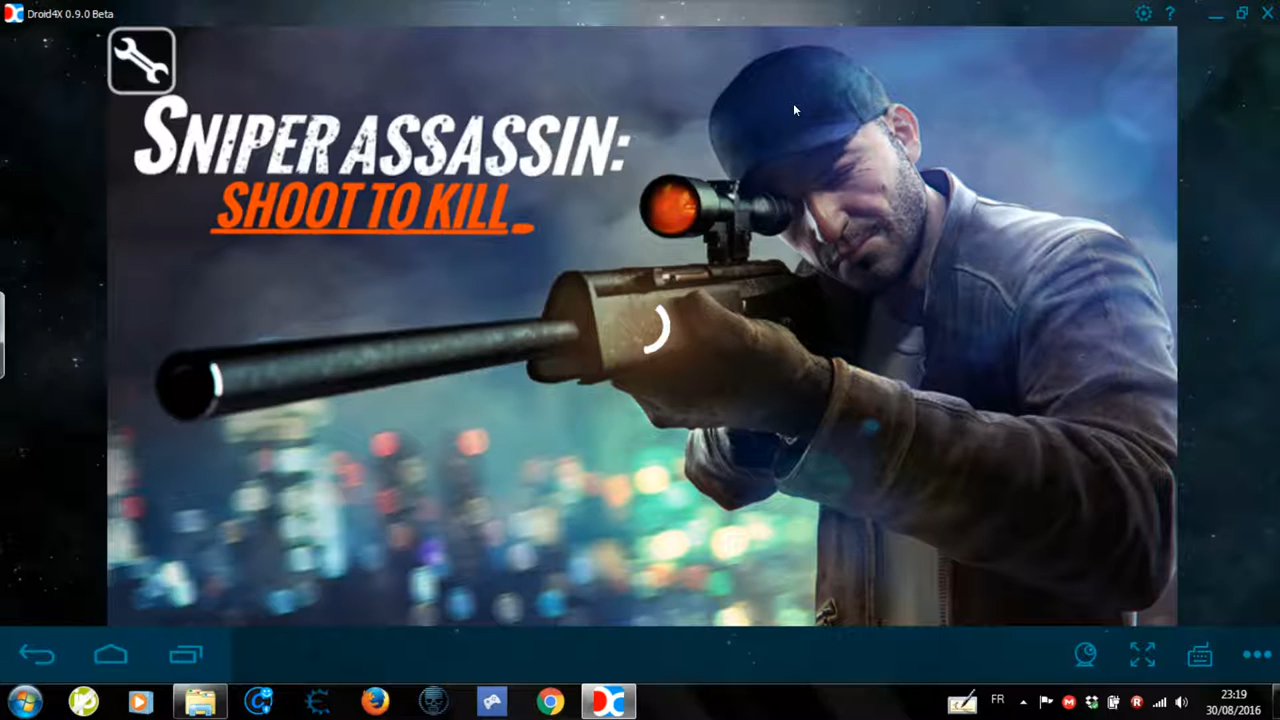 Droid4X 0.9.0 Beta
SNIPER ASSASSIN:
SHOOT TO KILL
FR
23:19
30/08/2016